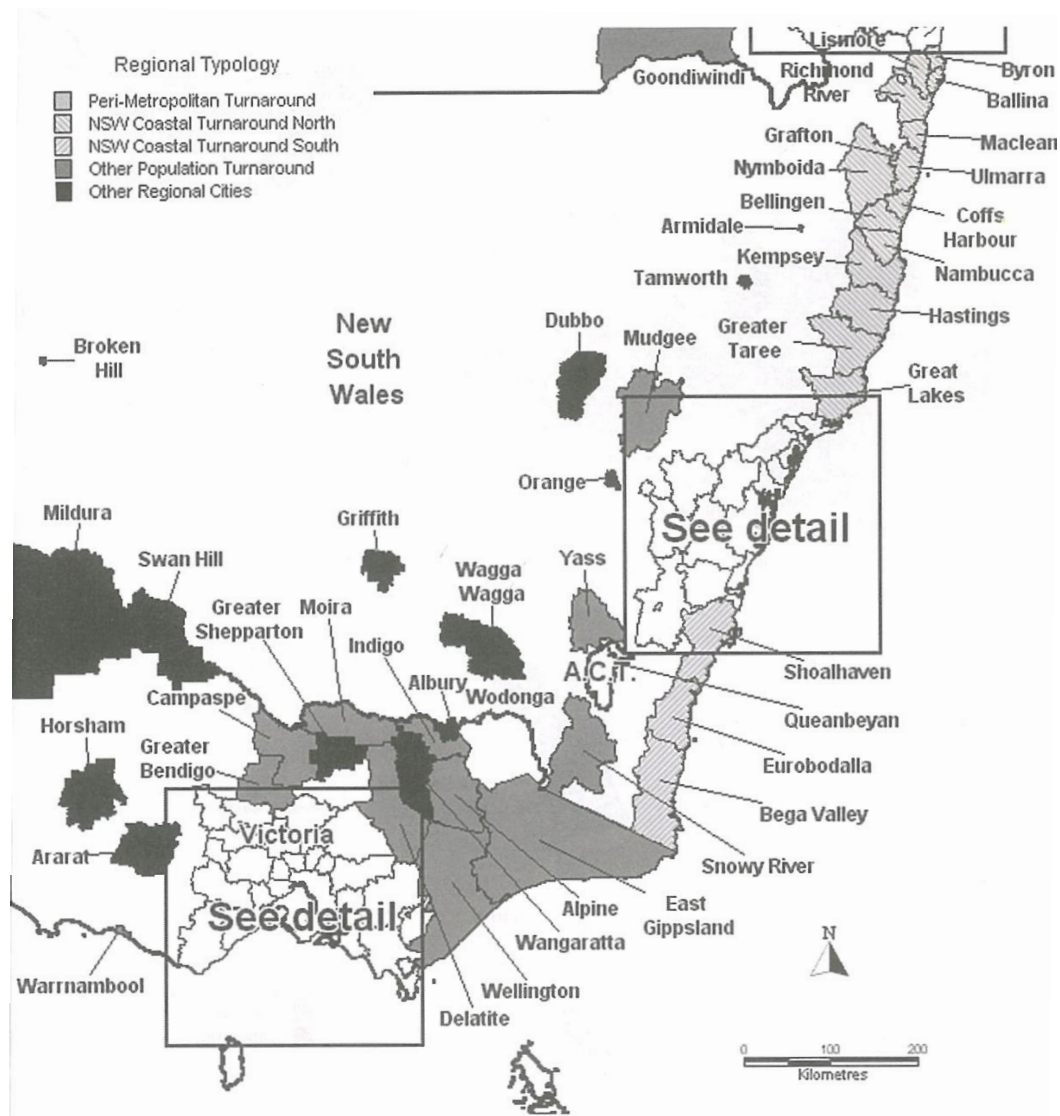 Regional Typology
Peri-Metropolitan Turnaround
NSW Coastal Turnaround North
NSW Coastal Turnaround South
Other Population Turnaround
Other Regional Cities
Lismore
Goondiwindi
Richmond
River
Byron
Ballina
Grafton
Maclean
Nymboida
Ulmarra
Bellingen
Armidale
Coffs
Harbour
Kempsey
Nambucca
Tamworth
Hastings
Greater
Taree
New
South
Wales
Dubbo
Mudgee
Broken
Hill
Great
Lakes
Orange
See detail
Mildura
Griffith
Swan Hill
Yass
Wagga
Wagga
Greater
Shepparton
Moira
Indigo
A.C.T.
Shoalhaven
Albury
Wodonga
Campaspe
Queanbeyan
Horsham
Greater
Bendigo
Eurobodalla
Bega Valley
Victoria
Ararat
Snowy River
See detail
Alpine
East
Gippsland
Wangaratta
Warrnambool
Wellington
Delatite
N
0 100 200
Kilometres